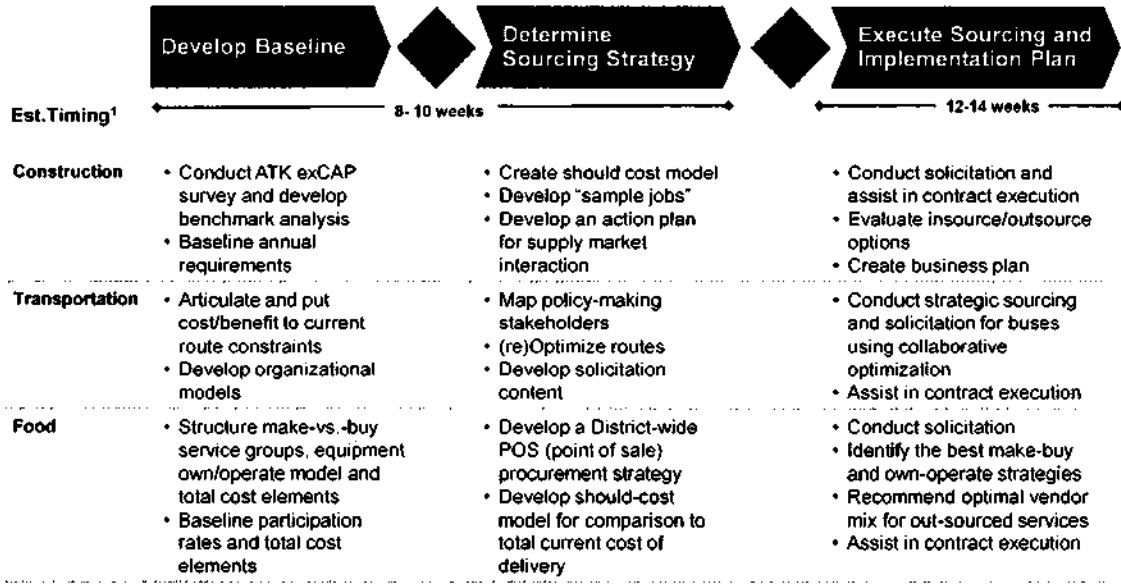 Develop Baseline
Determine
Sourcing Strategy
Execute Sourcing and
Implementation Plan
Est.Timing¹
8- 10 weeks
12-14 weeks
Construction
• Conduct ATK exCAP
survey and develop
benchmark analysis
• Baseline annual
requirements
• Create should cost model
• Develop "sample jobs"
• Develop an action plan
for supply market
interaction
• Conduct solicitation and
assist in contract execution
• Evaluate insource/outsource
options
• Create business plan
Transportation
• Articulate and put
cost/benefit to current
route constraints
• Develop organizational
models
• Map policy-making
stakeholders
• (re)Optimize routes
• Develop solicitation
content
• Conduct strategic sourcing
and solicitation for buses
using collaborative
optimization
• Assist in contract execution
Food
• Structure make-vs.-buy
service groups, equipment
own/operate model and
total cost elements
• Baseline participation
rates and total cost
elements
• Develop a District-wide
POS (point of sale)
procurement strategy
• Develop should-cost
model for comparison to
total current cost of
delivery
• Conduct solicitation
• Identify the best make-buy
and own-operate strategies
• Recommend optimal vendor
mix for out-sourced services
• Assist in contract execution